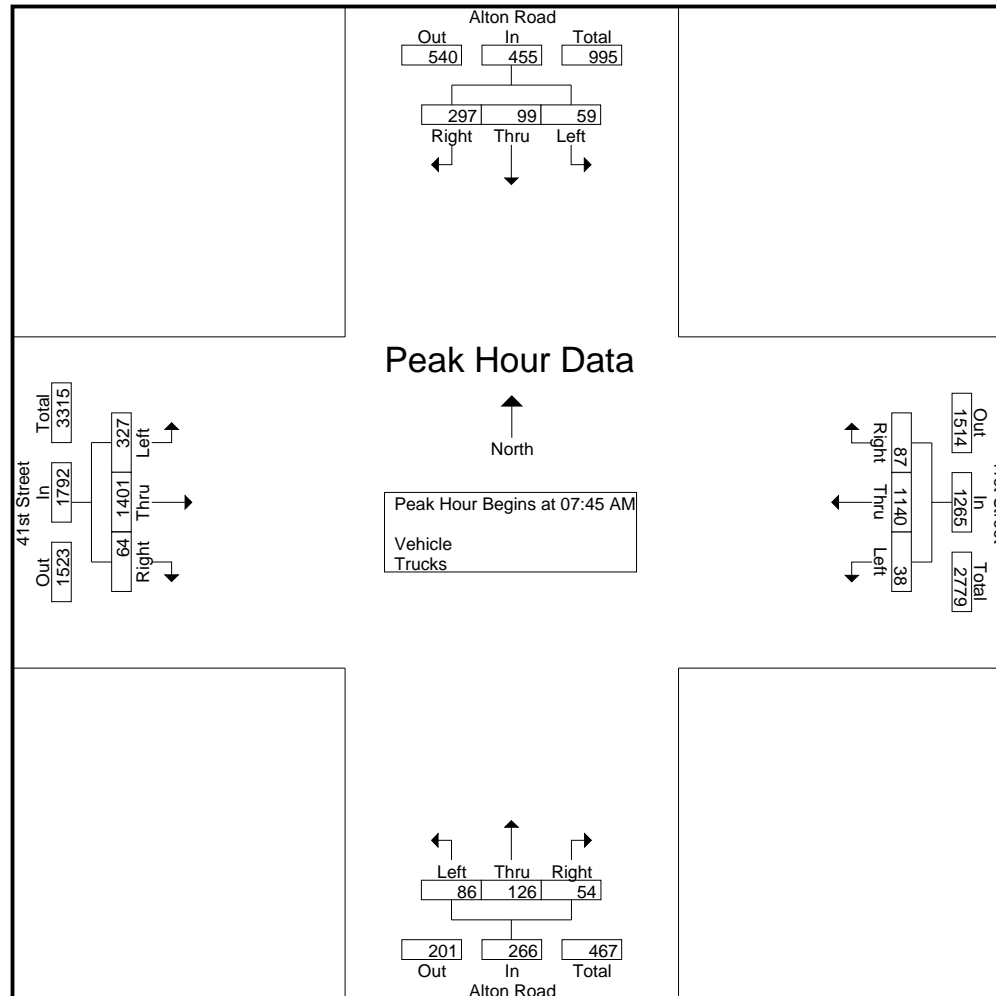 Alton Road
Out In Total
540 455 995
297 99 59
Right Thru Left
Peak Hour Data
North
Peak Hour Begins at 07:45 AM
Vehicle
Trucks
41st Street
Total In Out
3315 1792 1523
327 1401 64
Left Thru Right
Out In Total
1514 1265 2779
87 1140 38
Right Thru Left
Left Thru Right
86 126 54
201 266 467
Out In Total
Alton Road